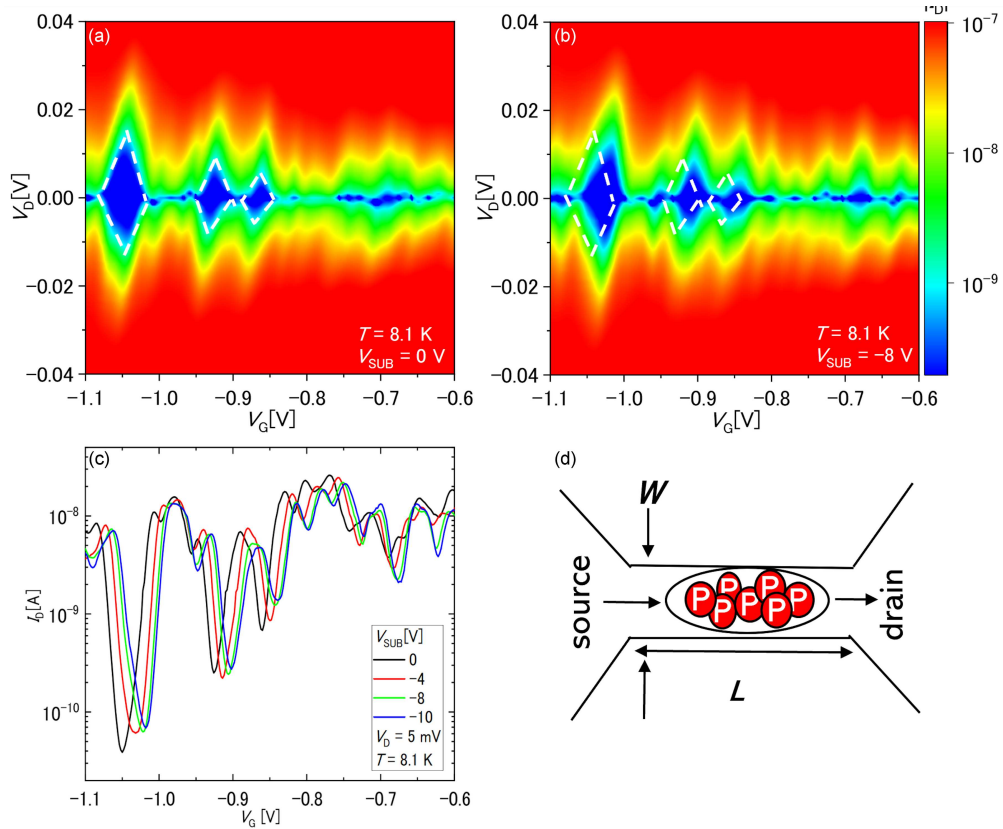 (a)
0.04
0.02
0.00
−0.02
−0.04
V_D[V]
T = 8.1 K
V_SUB = 0 V
−1.1 −1.0 −0.9 −0.8 −0.7 −0.6
V_G[V]
(b)
0.04
0.02
0.00
−0.02
−0.04
V_D[V]
T = 8.1 K
V_SUB = −8 V
−1.1 −1.0 −0.9 −0.8 −0.7 −0.6
V_G[V]
10⁻⁷
10⁻⁸
10⁻⁹
(c)
10⁻⁸
10⁻⁹
10⁻¹⁰
I_D[A]
V_SUB[V]
0
−4
−8
−10
V_D = 5 mV
T = 8.1 K
−1.1 −1.0 −0.9 −0.8 −0.7 −0.6
V_G[V]
(d)
W
source
P P P P P P P
drain
L